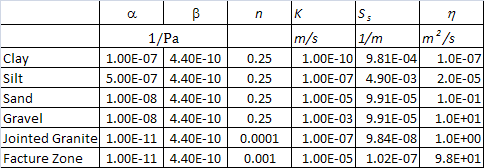 α β n K Ss η
1/Pa m/s 1/m m²/s
Clay 1.00E-07 4.40E-10 0.25 1.00E-10 9.81E-04 1.0E-07
Silt 5.00E-07 4.40E-10 0.25 1.00E-07 4.90E-03 2.0E-05
Sand 1.00E-08 4.40E-10 0.25 1.00E-05 9.91E-05 1.0E-01
Gravel 1.00E-08 4.40E-10 0.25 1.00E-03 9.91E-05 1.0E+01
Jointed Granite 1.00E-11 4.40E-10 0.0001 1.00E-07 9.84E-08 1.0E+00
Facture Zone 1.00E-11 4.40E-10 0.001 1.00E-05 1.02E-07 9.8E+01